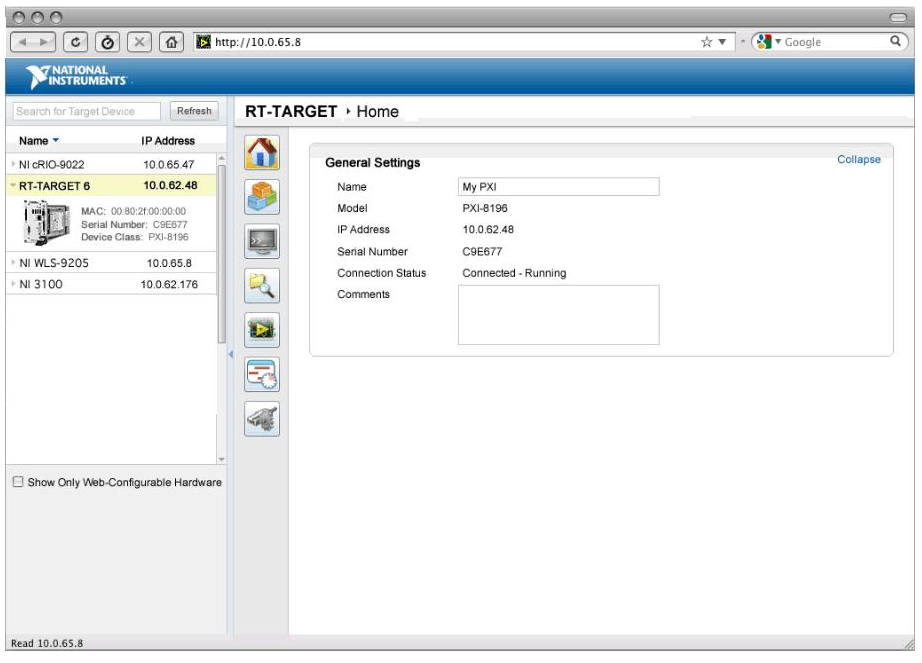 http://10.0.65.8
Google
NATIONAL
INSTRUMENTS
Search for Target Device
Refresh
RT-TARGET ‣ Home
Name IP Address
NI cRIO-9022 10.0.65.47
RT-TARGET 6 10.0.62.48
MAC: 00:80:2f:00:00:00
Serial Number: C9E677
Device Class: PXI-8196
NI WLS-9205 10.0.65.8
NI 3100 10.0.62.176
Show Only Web-Configurable Hardware
General Settings Collapse
Name My PXI
Model PXI-8196
IP Address 10.0.62.48
Serial Number C9E677
Connection Status Connected - Running
Comments
Read 10.0.65.8